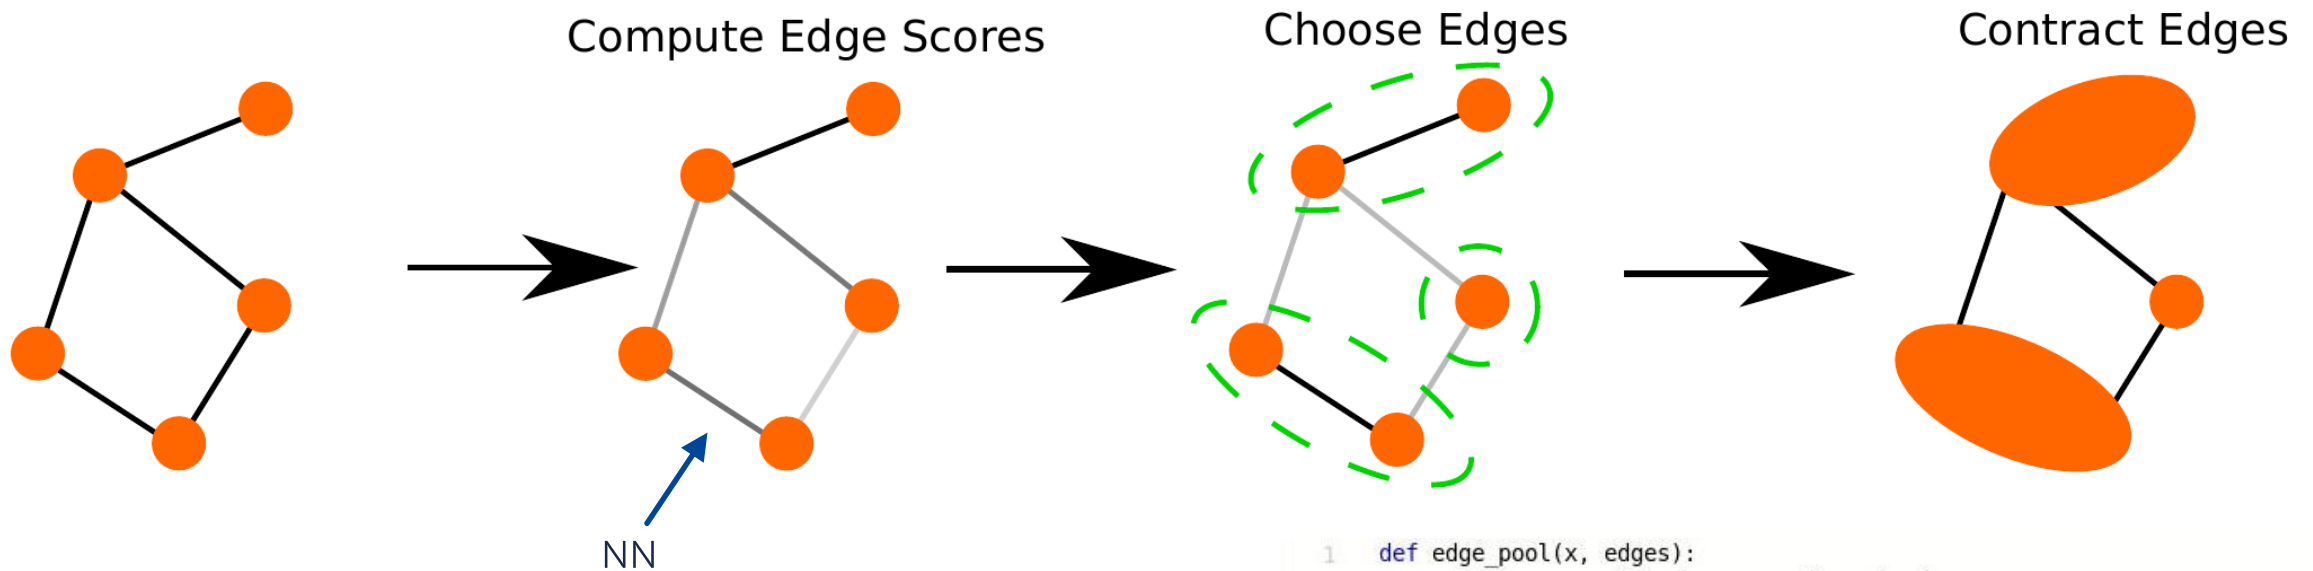 Compute Edge Scores
Choose Edges
Contract Edges
NN
1 def edge_pool(x, edges):